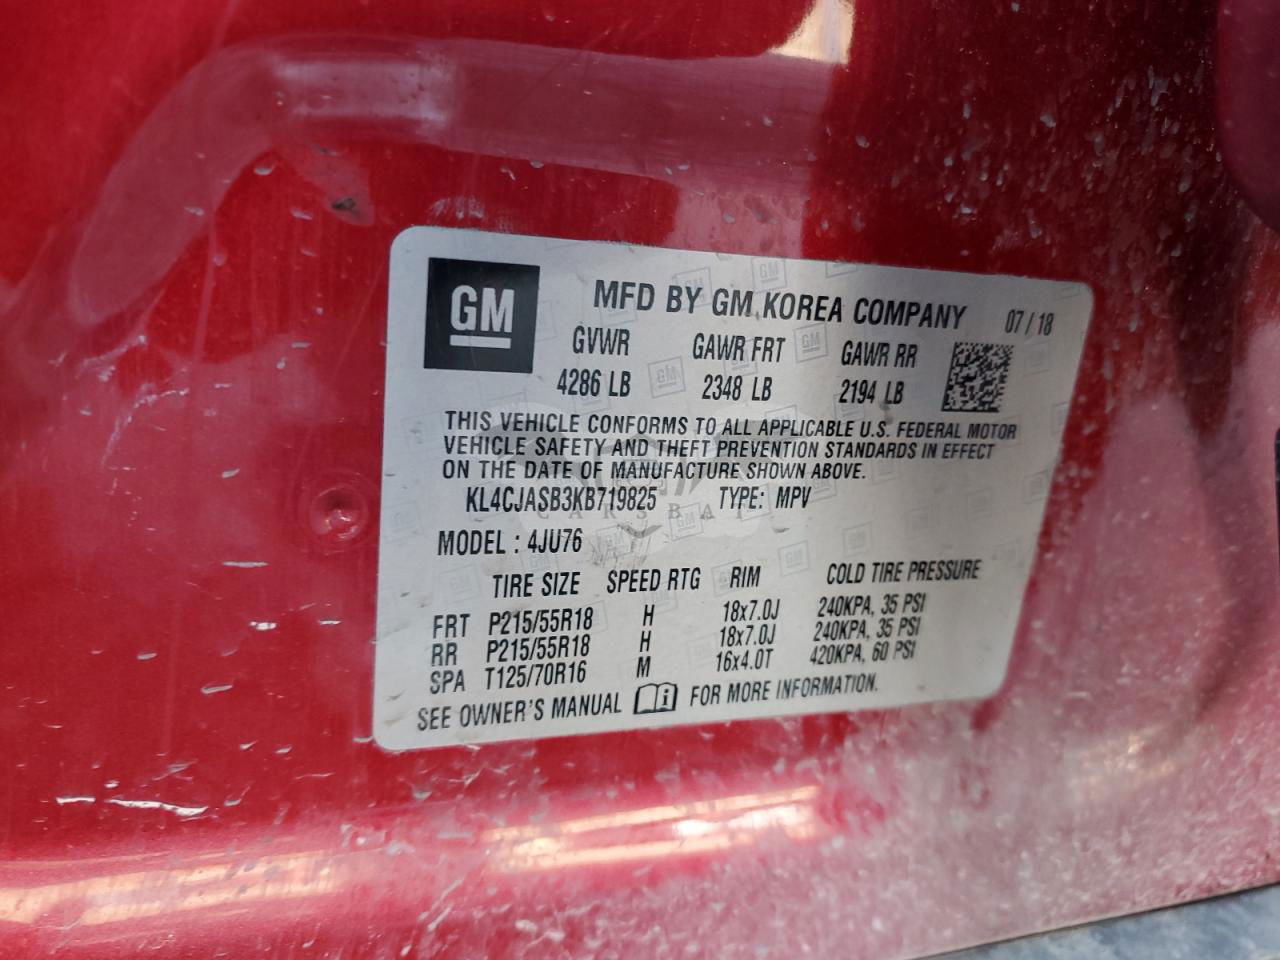 GM
MFD BY GM KOREA COMPANY 07 / 18
GVWR GAWR FRT GAWR RR
4286 LB 2348 LB 2194 LB
THIS VEHICLE CONFORMS TO ALL APPLICABLE U.S. FEDERAL MOTOR
VEHICLE SAFETY AND THEFT PREVENTION STANDARDS IN EFFECT
ON THE DATE OF MANUFACTURE SHOWN ABOVE.
KL4CJASB3KB719825 TYPE: MPV
MODEL : 4JU76
TIRE SIZE SPEED RTG RIM COLD TIRE PRESSURE
FRT P215/55R18 H 18x7.0J 240KPA, 35 PSI
RR P215/55R18 H 18x7.0J 240KPA, 35 PSI
SPA T125/70R16 M 16x4.0T 420KPA, 60 PSI
SEE OWNER'S MANUAL FOR MORE INFORMATION.